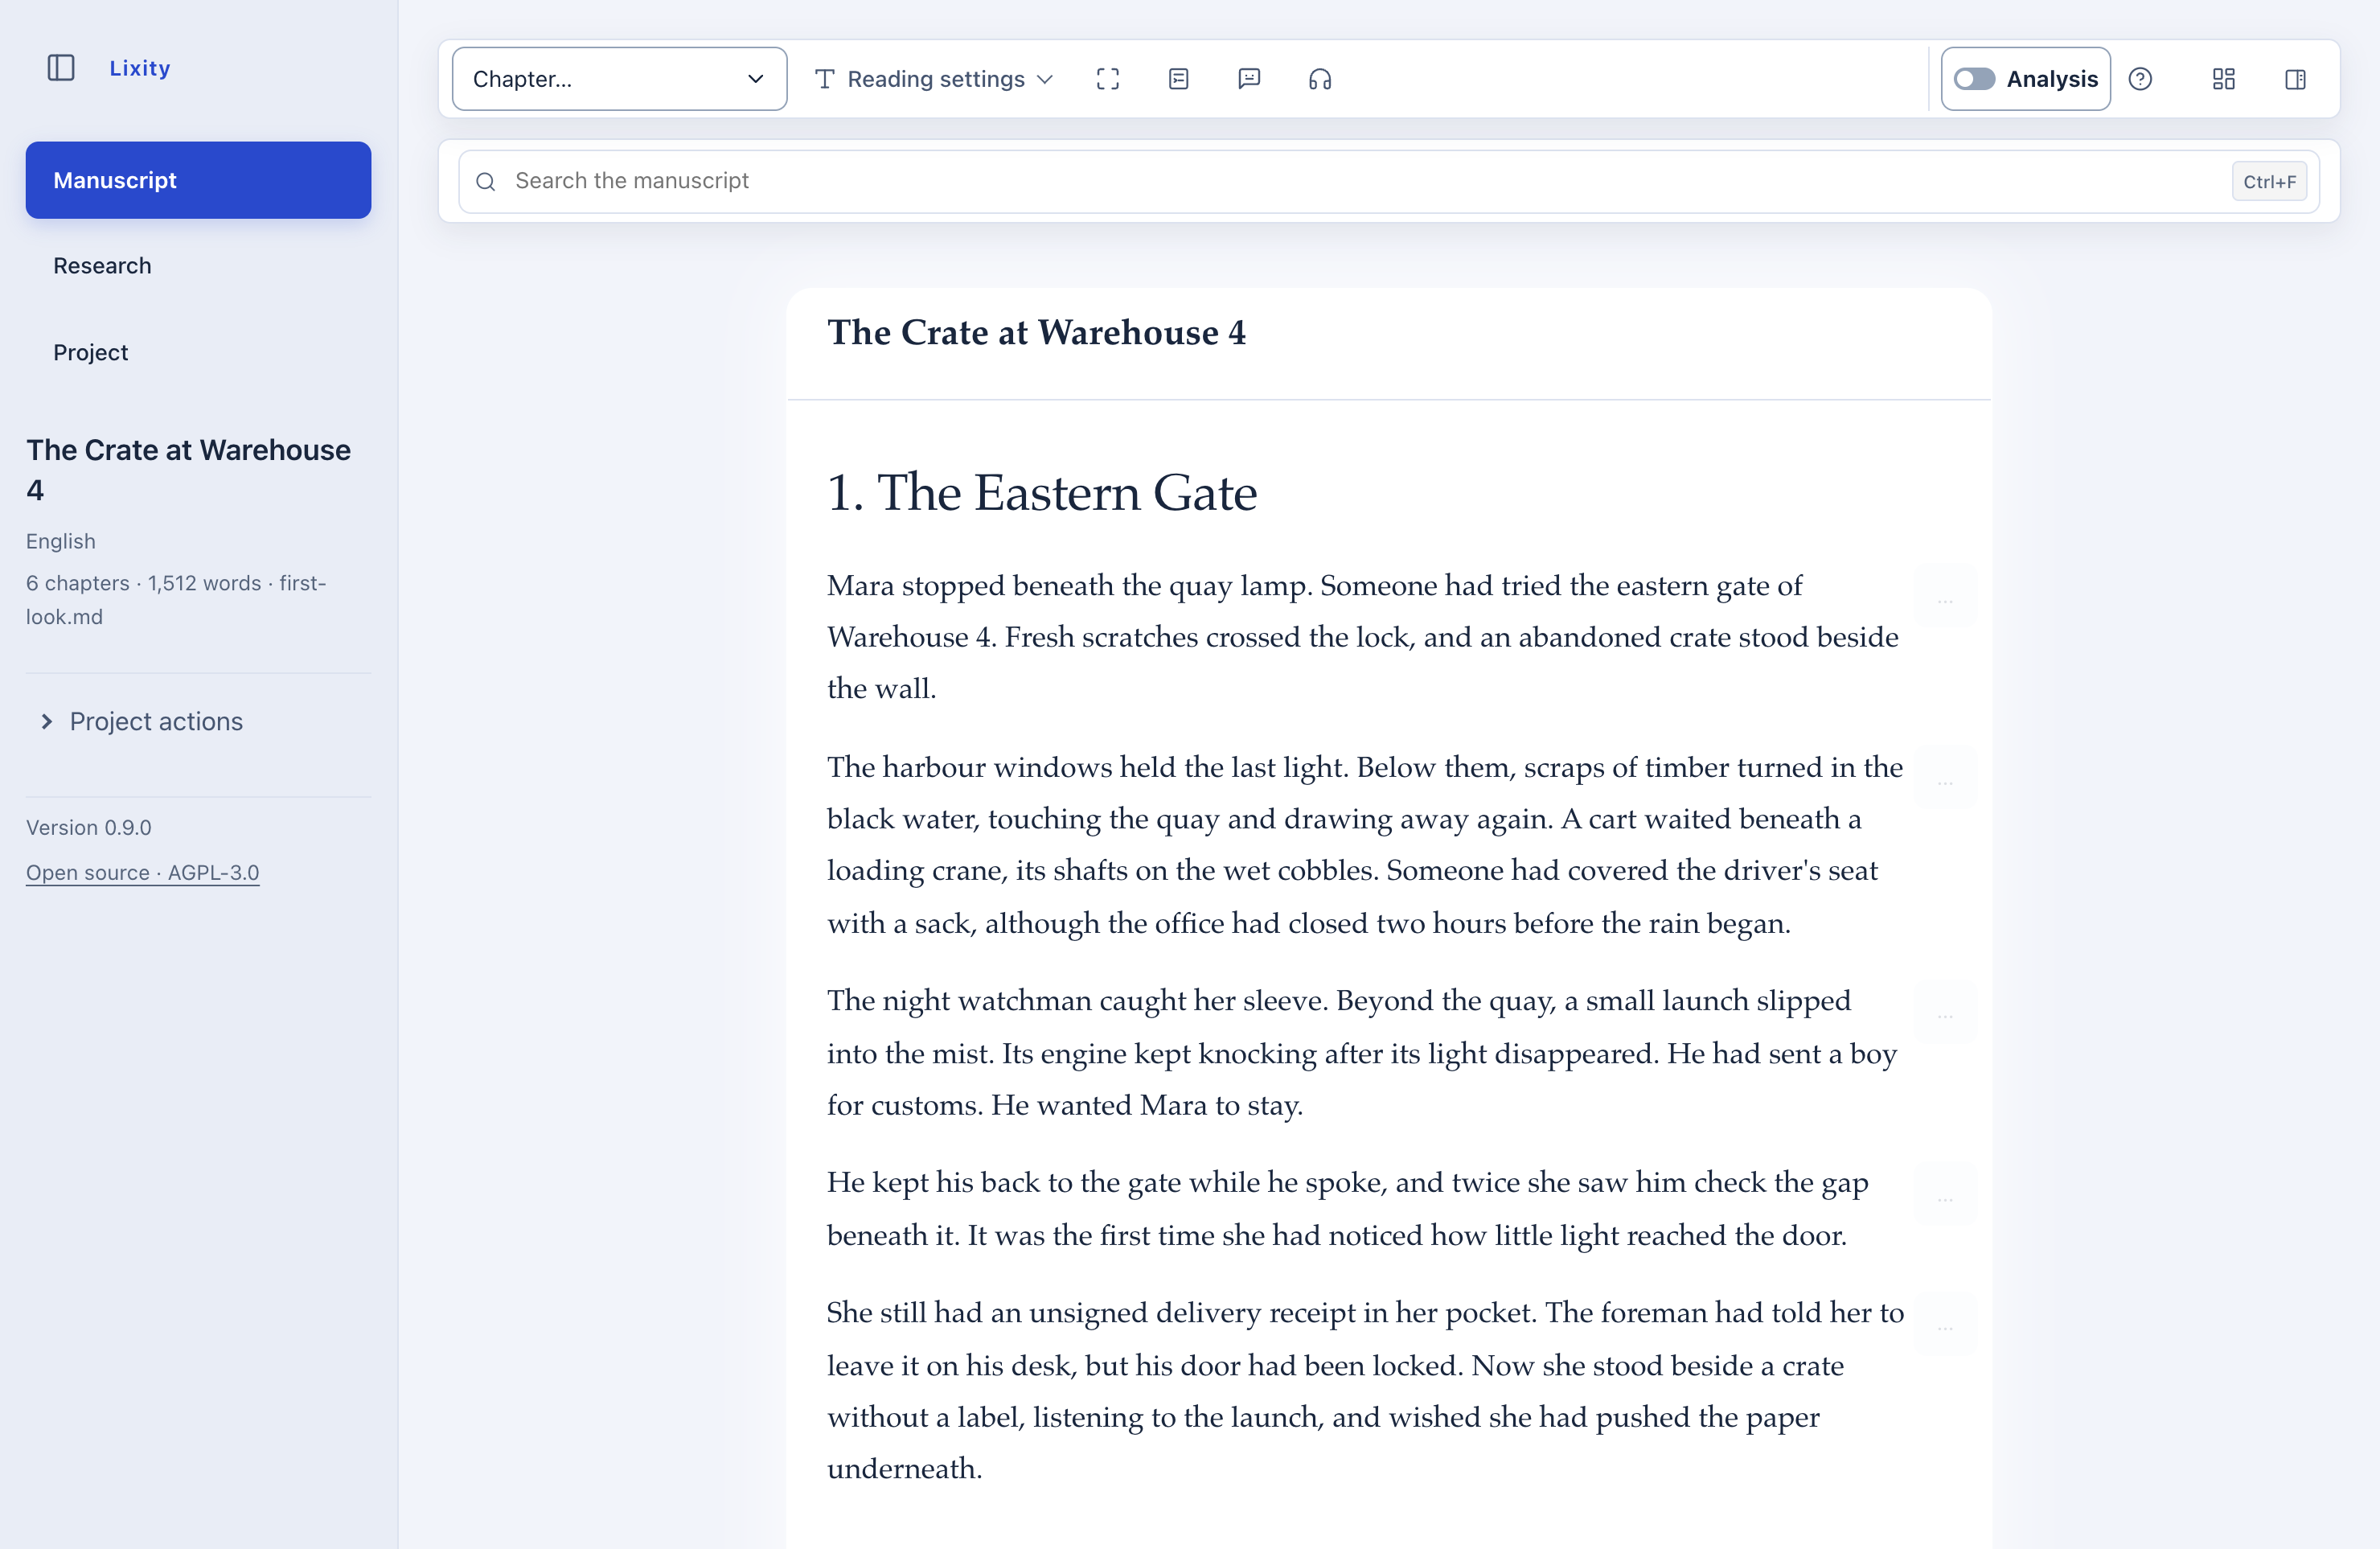 Lixity
Manuscript
Research
Project
The Crate at Warehouse
4
English
6 chapters · 1,512 words · first-
look.md
Project actions
Version 0.9.0
Open source · AGPL-3.0
Chapter...
Reading settings
Analysis
Search the manuscript
Ctrl+F
The Crate at Warehouse 4
1. The Eastern Gate
Mara stopped beneath the quay lamp. Someone had tried the eastern gate of
Warehouse 4. Fresh scratches crossed the lock, and an abandoned crate stood beside
the wall.
The harbour windows held the last light. Below them, scraps of timber turned in the
black water, touching the quay and drawing away again. A cart waited beneath a
loading crane, its shafts on the wet cobbles. Someone had covered the driver's seat
with a sack, although the office had closed two hours before the rain began.
The night watchman caught her sleeve. Beyond the quay, a small launch slipped
into the mist. Its engine kept knocking after its light disappeared. He had sent a boy
for customs. He wanted Mara to stay.
He kept his back to the gate while he spoke, and twice she saw him check the gap
beneath it. It was the first time she had noticed how little light reached the door.
She still had an unsigned delivery receipt in her pocket. The foreman had told her to
leave it on his desk, but his door had been locked. Now she stood beside a crate
without a label, listening to the launch, and wished she had pushed the paper
underneath.